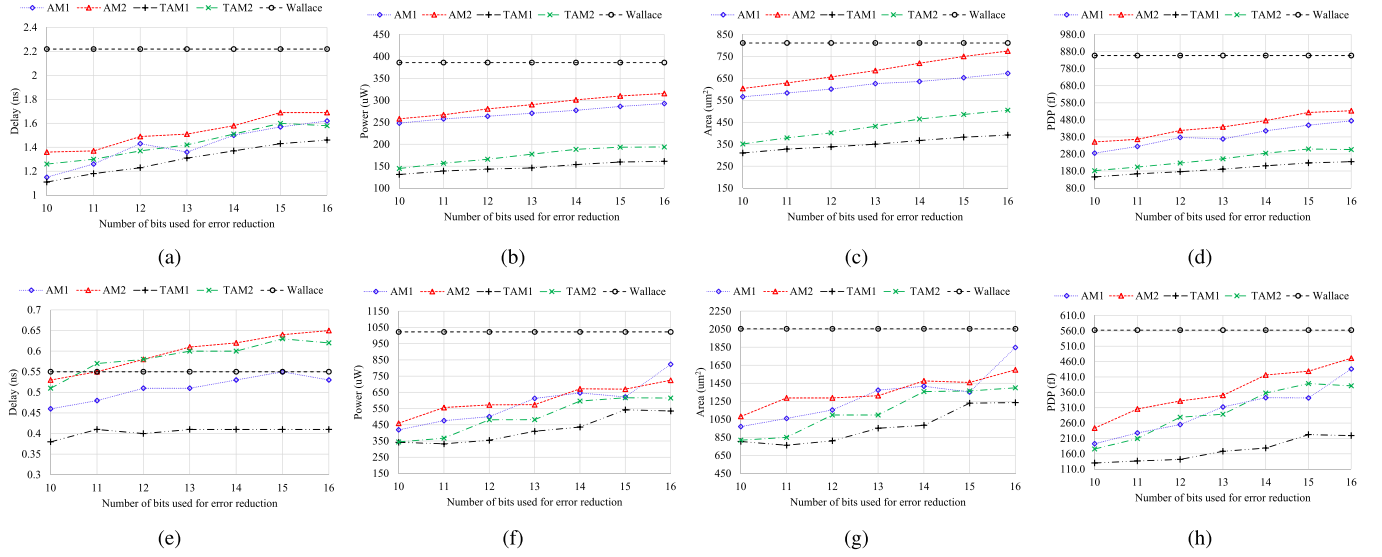 AM1 AM2 TAM1 TAM2 Wallace
Delay (ns)
2.4
2.2
2
1.8
1.6
1.4
1.2
1
10 11 12 13 14 15 16
Number of bits used for error reduction
(a)
AM1 AM2 TAM1 TAM2 Wallace
Power (uW)
450
400
350
300
250
200
150
100
10 11 12 13 14 15 16
Number of bits used for error reduction
(b)
AM1 AM2 TAM1 TAM2 Wallace
Area (um²)
850
750
650
550
450
350
250
150
10 11 12 13 14 15 16
Number of bits used for error reduction
(c)
AM1 AM2 TAM1 TAM2 Wallace
PDP (fJ)
980.0
880.0
780.0
680.0
580.0
480.0
380.0
280.0
180.0
80.0
10 11 12 13 14 15 16
Number of bits used for error reduction
(d)
AM1 AM2 TAM1 TAM2 Wallace
Delay (ns)
0.7
0.65
0.6
0.55
0.5
0.45
0.4
0.35
0.3
10 11 12 13 14 15 16
Number of bits used for error reduction
(e)
AM1 AM2 TAM1 TAM2 Wallace
Power (uW)
1150
1050
950
850
750
650
550
450
350
250
150
10 11 12 13 14 15 16
Number of bits used for error reduction
(f)
AM1 AM2 TAM1 TAM2 Wallace
Area (um²)
2250
2050
1850
1650
1450
1250
1050
850
650
450
10 11 12 13 14 15 16
Number of bits used for error reduction
(g)
AM1 AM2 TAM1 TAM2 Wallace
PDP (fJ)
610.0
560.0
510.0
460.0
410.0
360.0
310.0
260.0
210.0
160.0
110.0
10 11 12 13 14 15 16
Number of bits used for error reduction
(h)